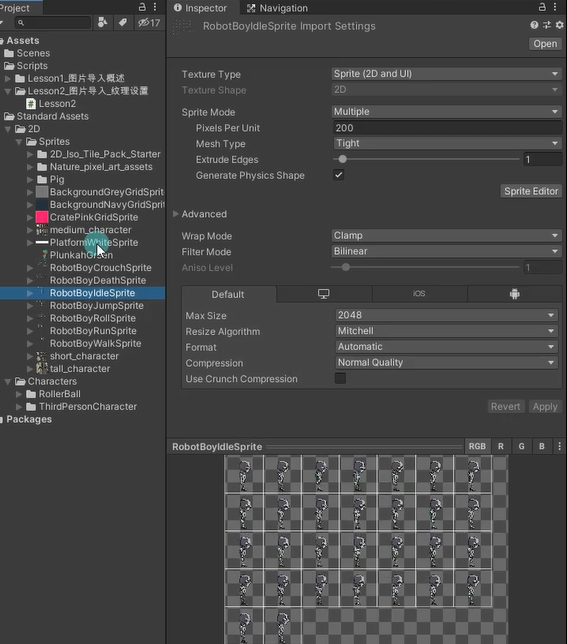 Project
17
Assets
Scenes
Scripts
Lesson1_图片导入概述
Lesson2_图片导入_纹理设置
Lesson2
Standard Assets
2D
Sprites
2D_Iso_Tile_Pack_Starter
Nature_pixel_art_assets
Pig
BackgroundGreyGridSprit
BackgroundNavyGridSprit
CratePinkGridSprite
medium_character
PlatformWhiteSprite
PlunkahGreen
RobotBoyCrouchSprite
RobotBoyDeathSprite
RobotBoyIdleSprite
RobotBoyJumpSprite
RobotBoyRollSprite
RobotBoyRunSprite
RobotBoyWalkSprite
short_character
tall_character
Characters
RollerBall
ThirdPersonCharacter
Packages
Inspector Navigation
RobotBoyIdleSprite Import Settings
Open
Texture Type Sprite (2D and UI)
Texture Shape 2D
Sprite Mode Multiple
Pixels Per Unit 200
Mesh Type Tight
Extrude Edges 1
Generate Physics Shape
Sprite Editor
Advanced
Wrap Mode Clamp
Filter Mode Bilinear
Aniso Level 1
Default iOS
Max Size 2048
Resize Algorithm Mitchell
Format Automatic
Compression Normal Quality
Use Crunch Compression
Revert Apply
RobotBoyIdleSprite RGB R G B